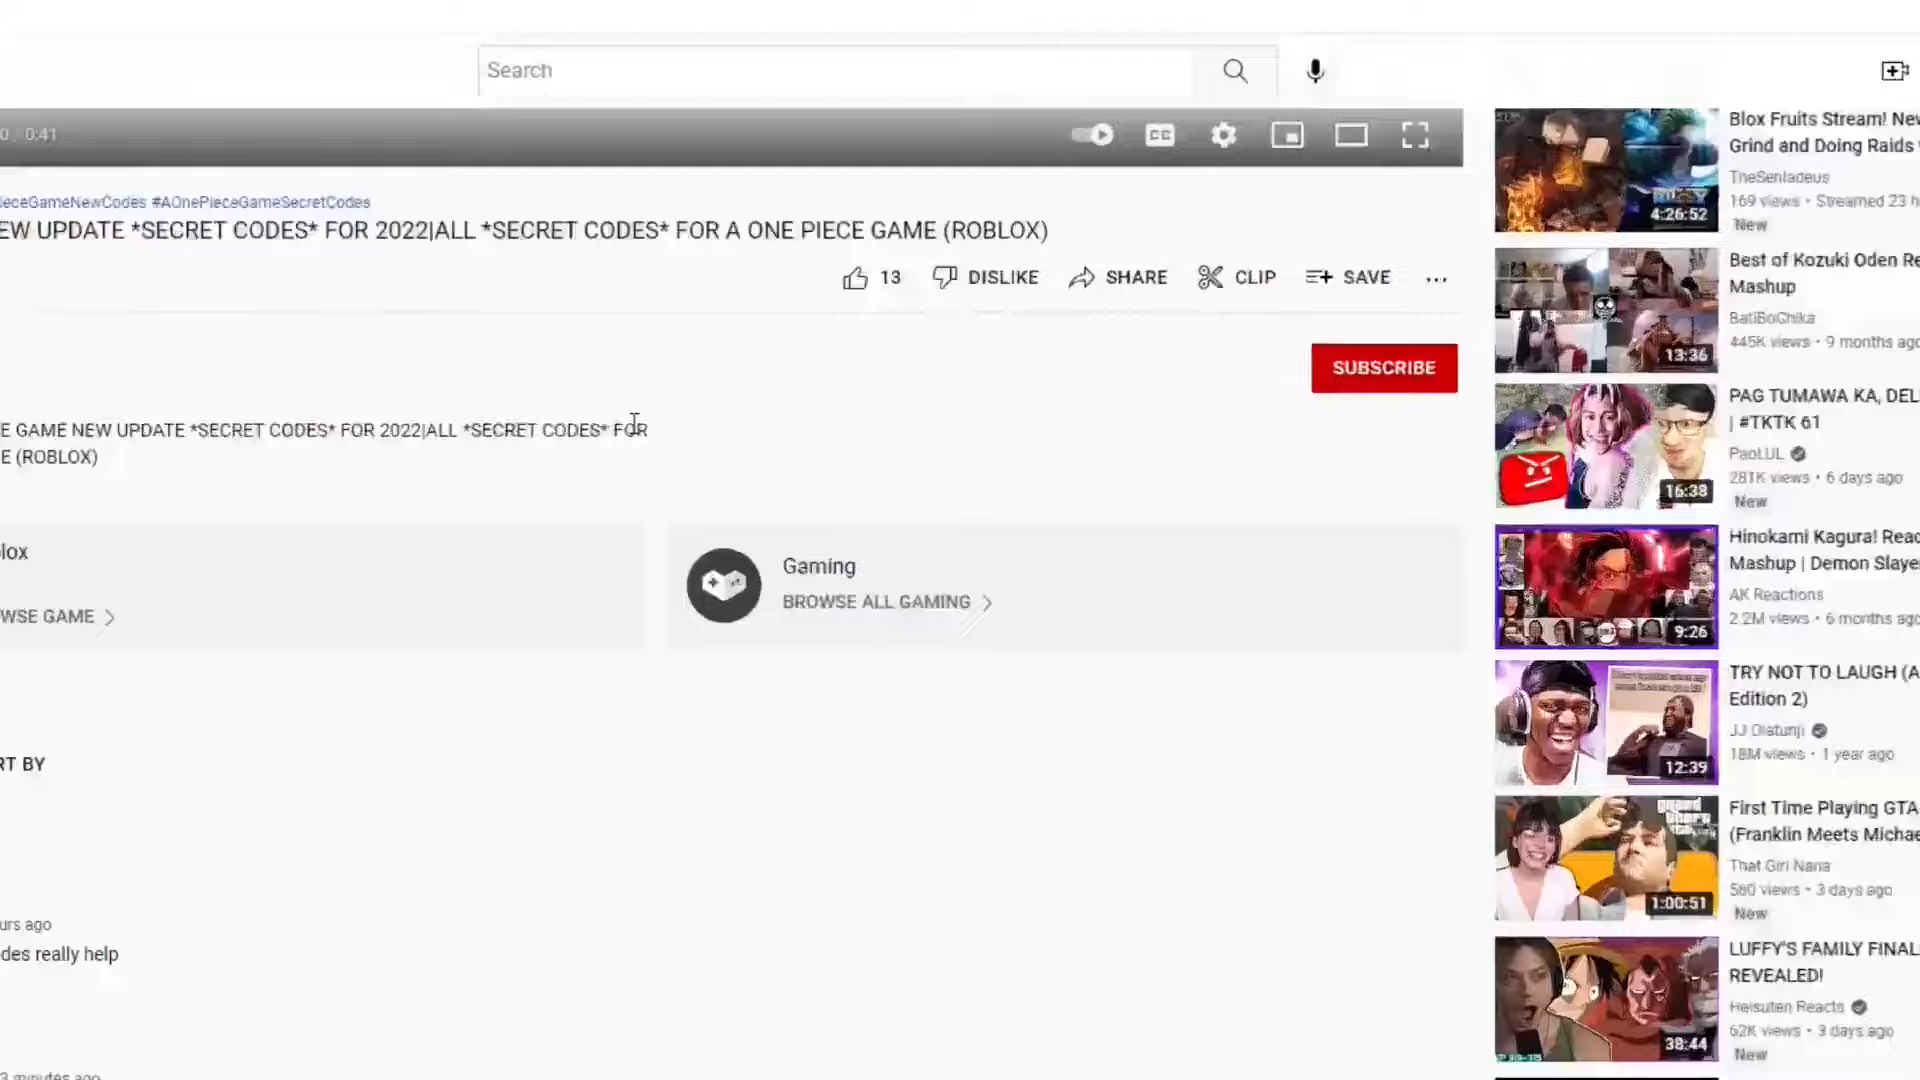 Search
0:41
#AOnePieceGameSecretCodes
UPDATE *SECRET CODES* FOR 2022|ALL *SECRET CODES* FOR A ONE PIECE GAME (ROBLOX)
13 DISLIKE SHARE CLIP SAVE ...
SUBSCRIBE
E GAME NEW UPDATE *SECRET CODES* FOR 2022|ALL *SECRET CODES* FOR
E (ROBLOX)
lox
WSE GAME
Gaming
BROWSE ALL GAMING
RT BY
urs ago
des really help
3 minutes ago
Blox Fruits Stream! New
Grind and Doing Raids
TheSenladeus
169 views • Streamed 23 h
New
4:26:52
Best of Kozuki Oden Re
Mashup
BatiBoiChika
445K views • 9 months ago
13:36
PAG TUMAWA KA, DEL
| #TKTK 61
PaoLUL
281K views • 6 days ago
New
16:38
Hinokami Kagura! Reac
Mashup | Demon Slaye
AK Reactions
2.2M views • 6 months ago
9:26
TRY NOT TO LAUGH (A
Edition 2)
JJ Olatunji
18M views • 1 year ago
12:39
First Time Playing GTA
(Franklin Meets Michae
That Girl Nana
560 views • 3 days ago
New
1:00:51
LUFFY'S FAMILY FINAL
REVEALED!
Heisuten Reacts
62K views • 3 days ago
New
38:44